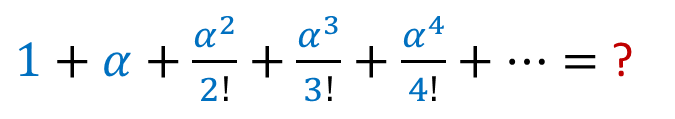 1 + α + α²/2! + α³/3! + α⁴/4! + ⋯ = ?